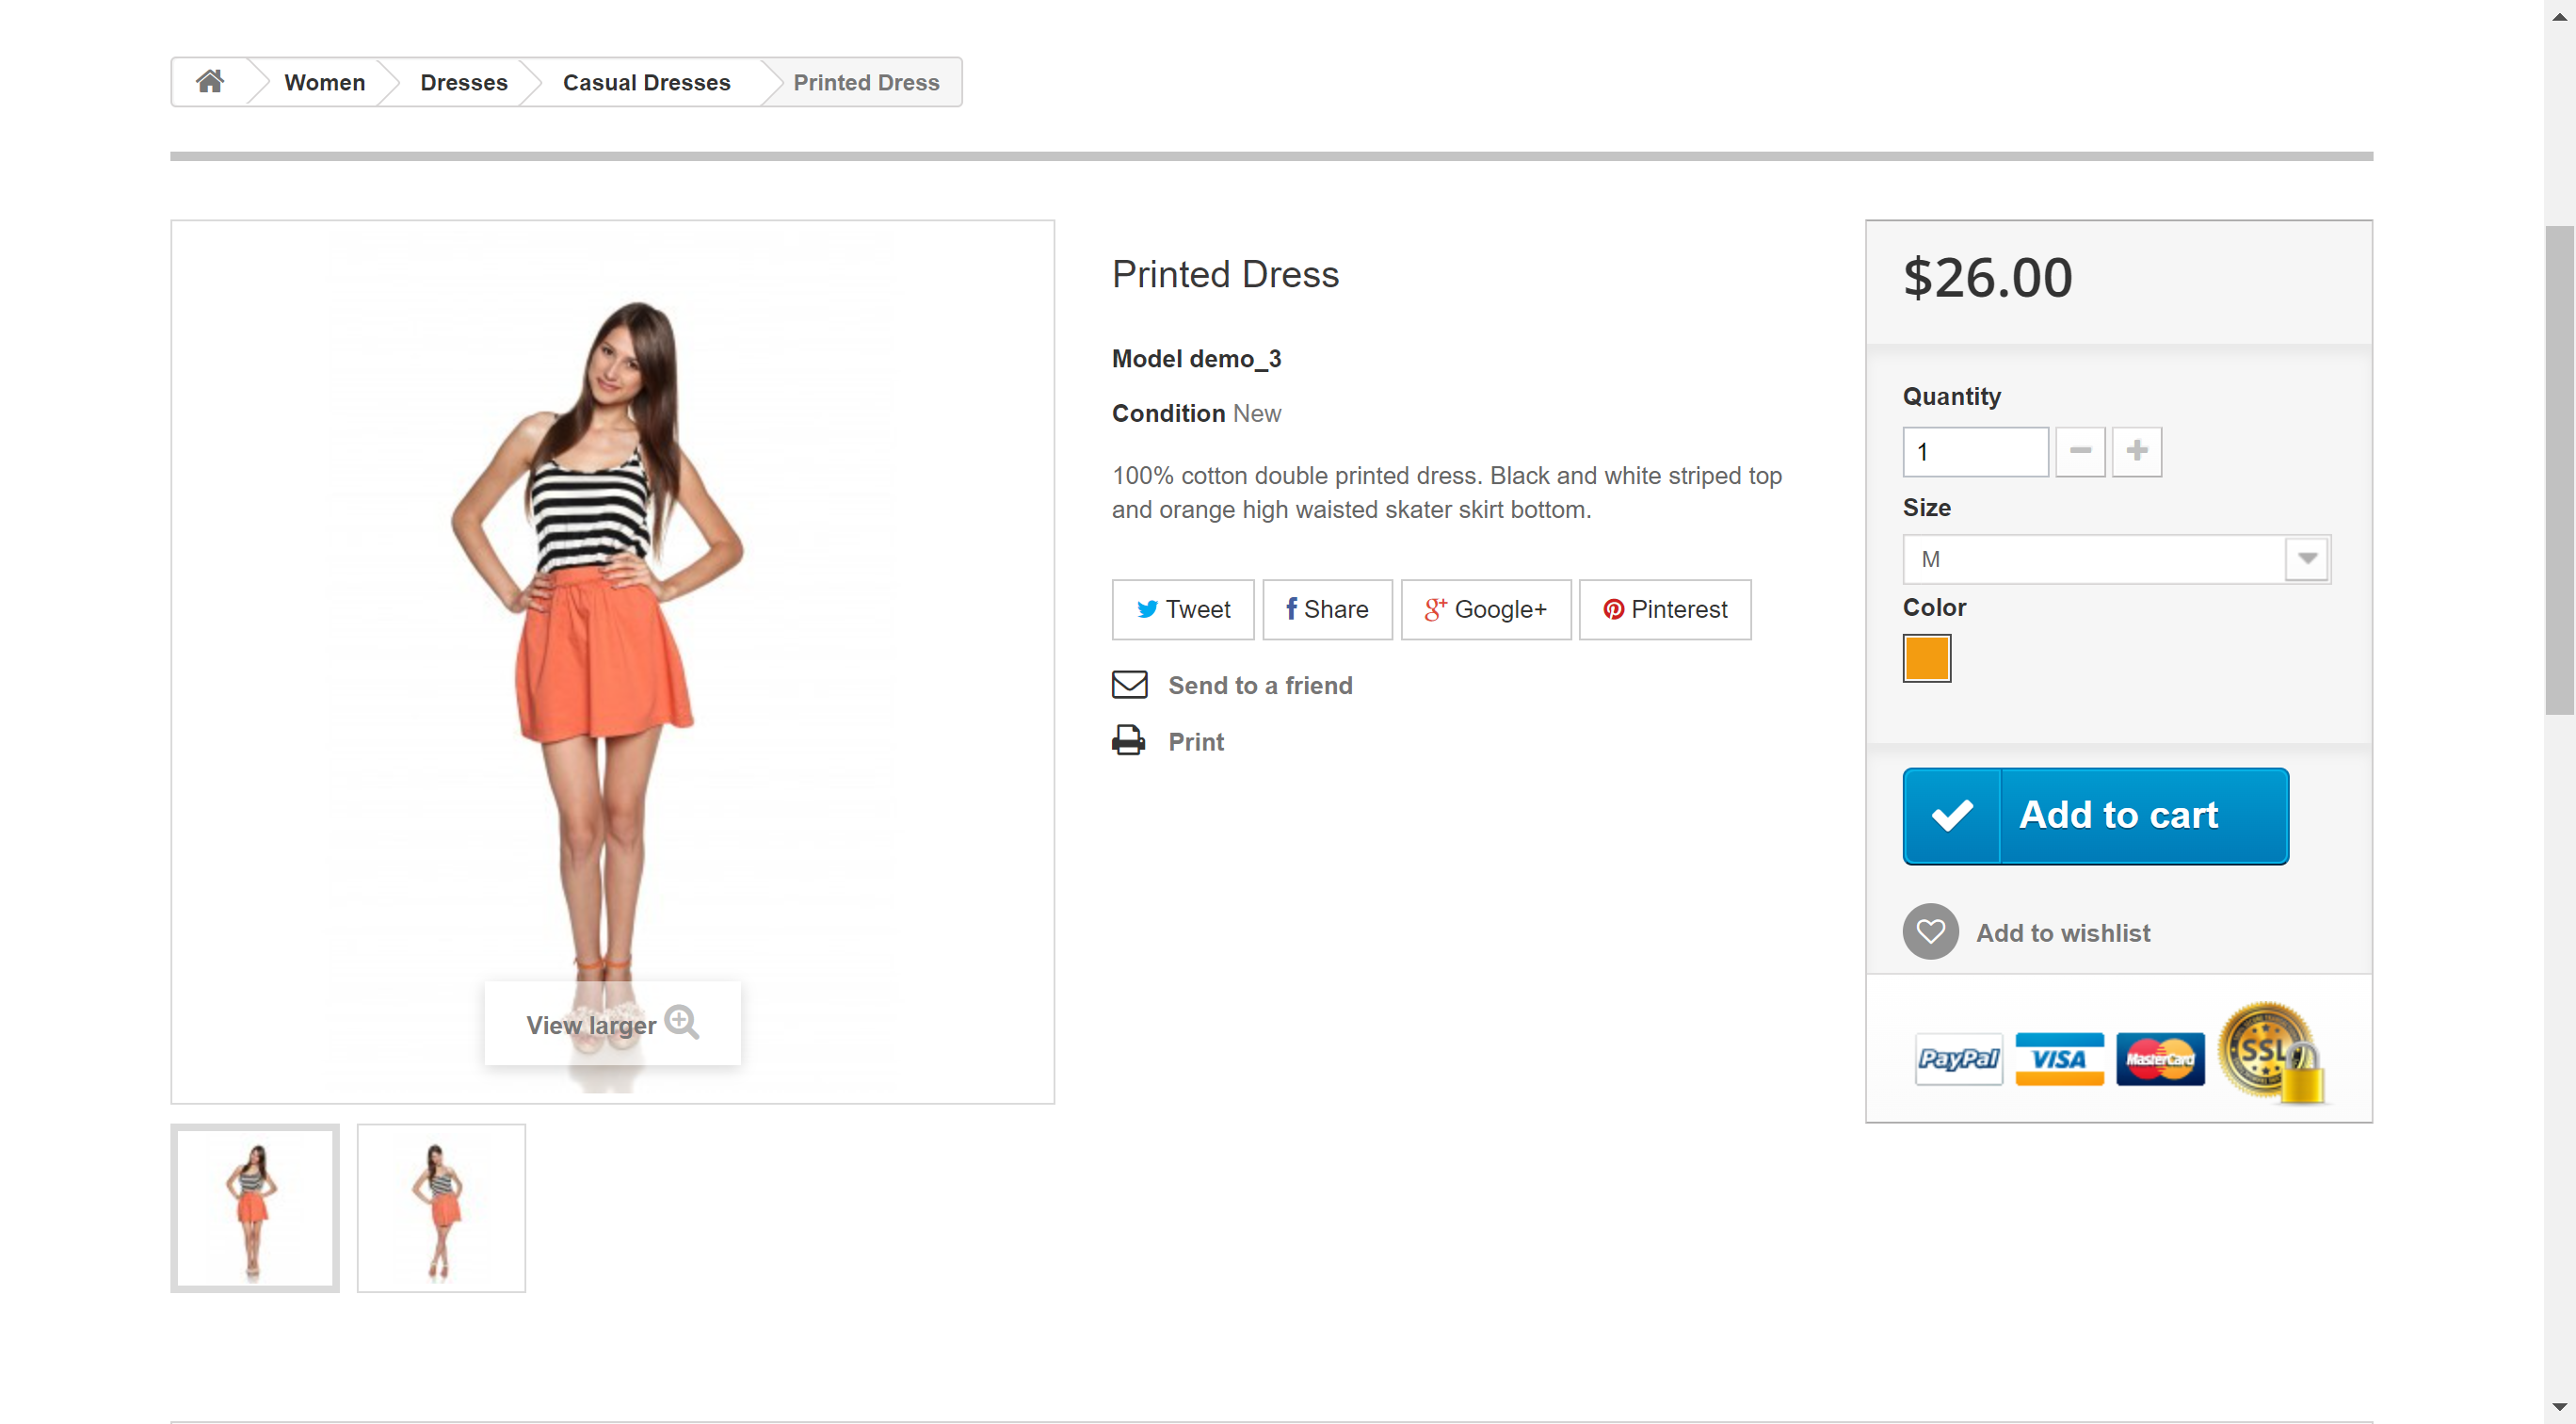 Women Dresses Casual Dresses Printed Dress
Printed Dress
Model demo_3
Condition New
100% cotton double printed dress. Black and white striped top
and orange high waisted skater skirt bottom.
Tweet f Share g+ Google+ Pinterest
Send to a friend
Print
View larger
$26.00
Quantity
1
Size
M
Color
Add to cart
Add to wishlist
PayPal VISA MasterCard SSL